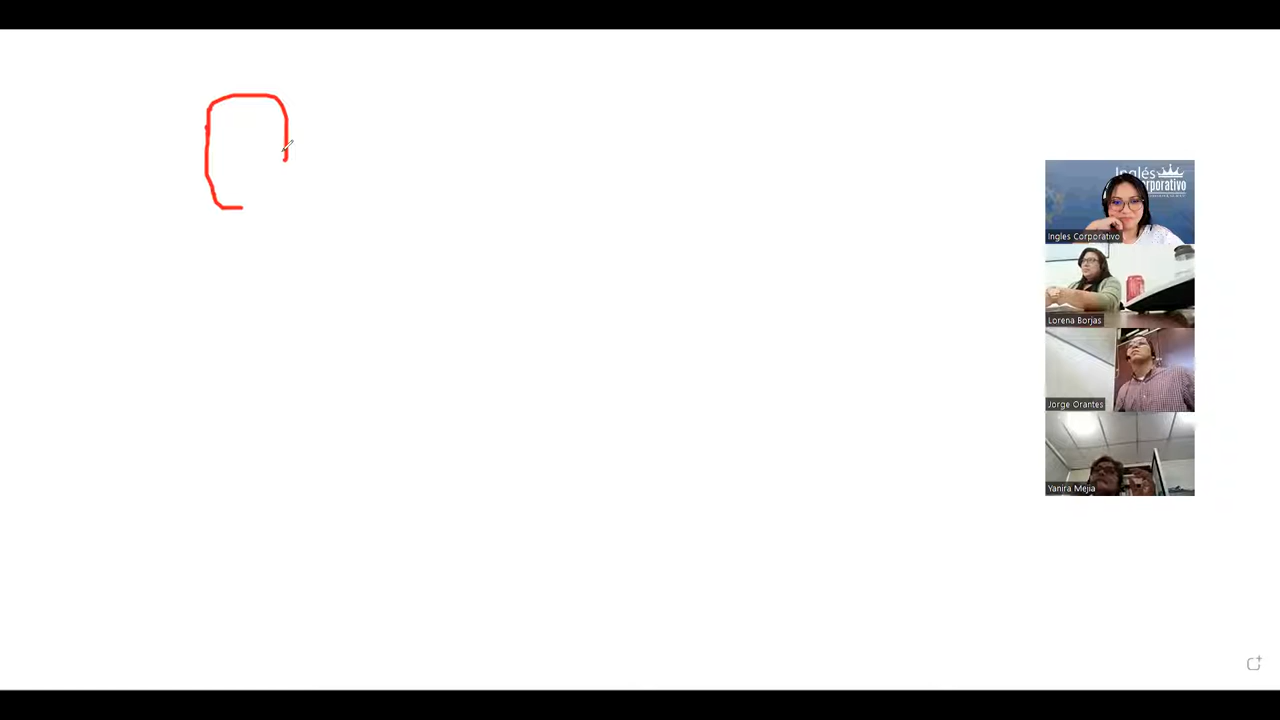 Inglés
corporativo
Ingles Corporativo
Lorena Borjas
Jorge Orantes
Yanira Mejia